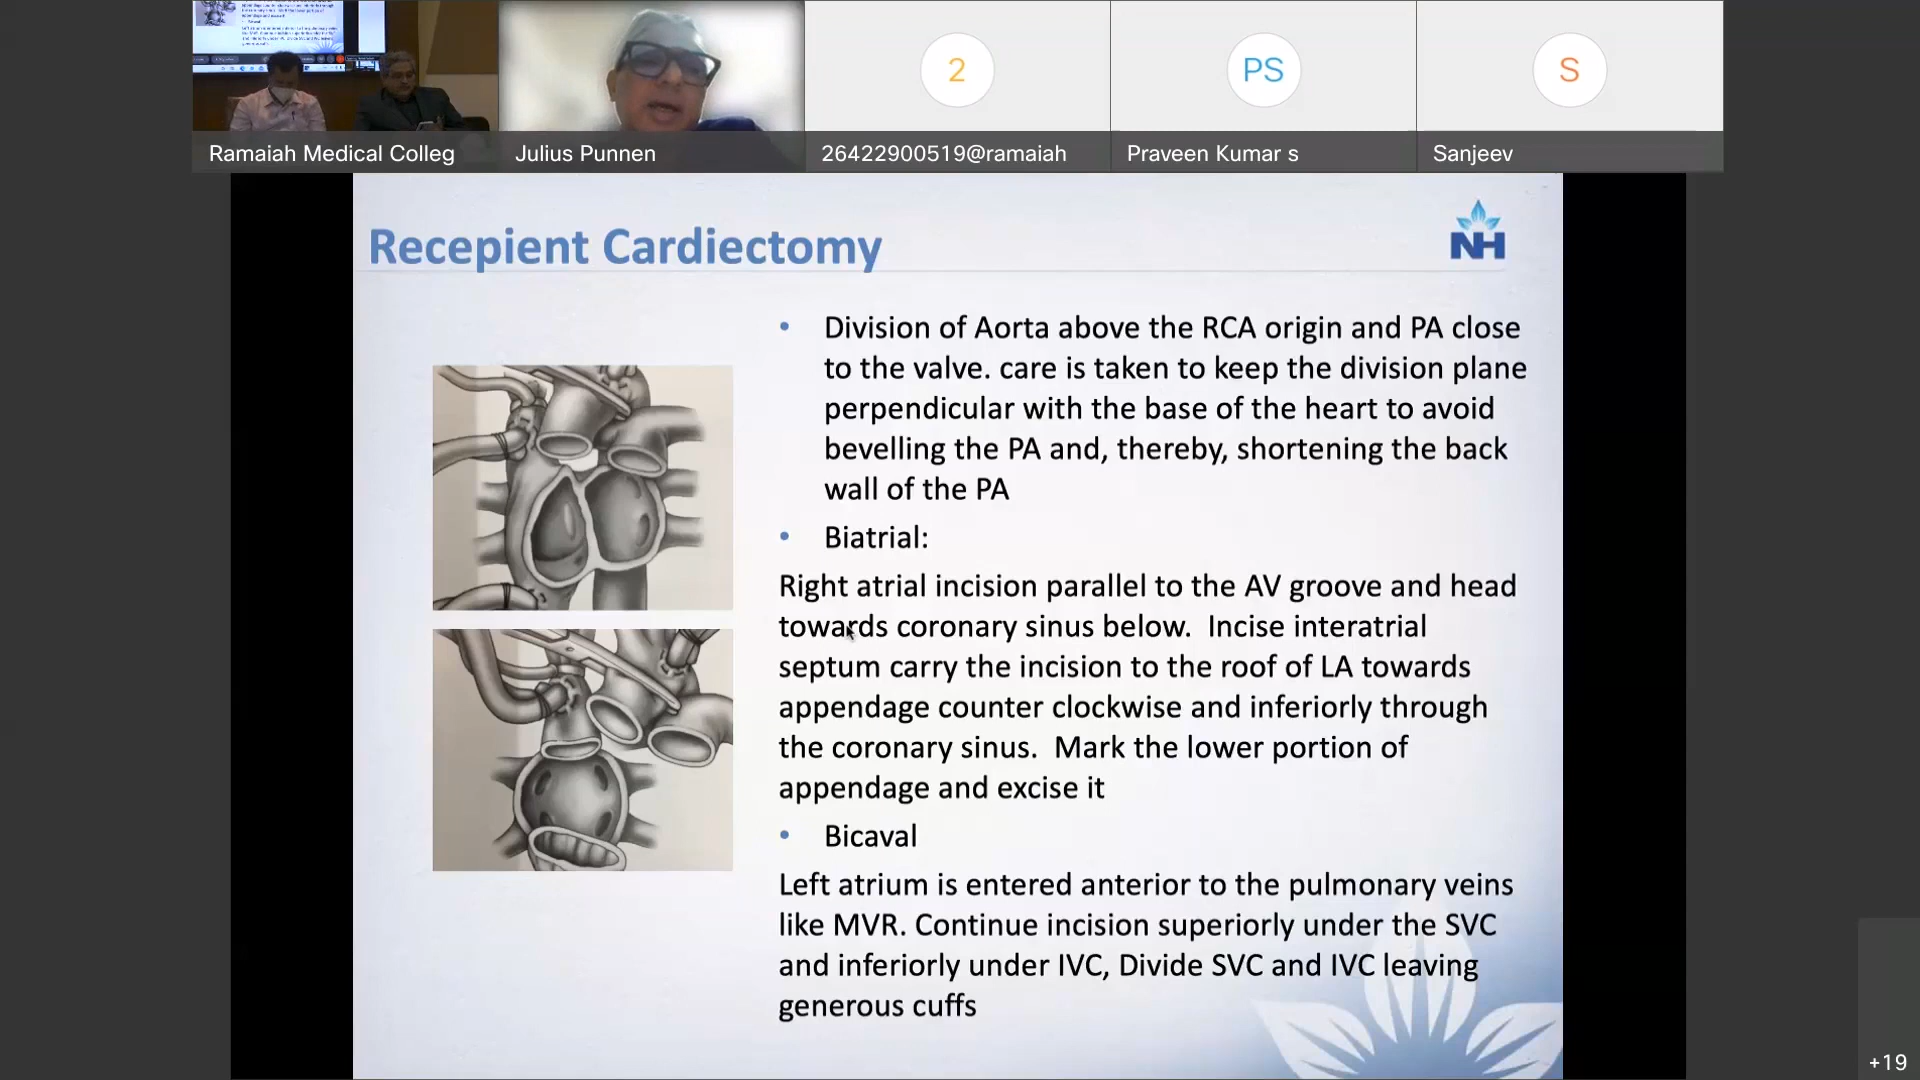 2
PS
S
Ramaiah Medical Colleg
Julius Punnen
26422900519@ramaiah
Praveen Kumar s
Sanjeev
Recepient Cardiectomy
NH
• Division of Aorta above the RCA origin and PA close
to the valve. care is taken to keep the division plane
perpendicular with the base of the heart to avoid
bevelling the PA and, thereby, shortening the back
wall of the PA
• Biatrial:
Right atrial incision parallel to the AV groove and head
towards coronary sinus below. Incise interatrial
septum carry the incision to the roof of LA towards
appendage counter clockwise and inferiorly through
the coronary sinus. Mark the lower portion of
appendage and excise it
• Bicaval
Left atrium is entered anterior to the pulmonary veins
like MVR. Continue incision superiorly under the SVC
and inferiorly under IVC, Divide SVC and IVC leaving
generous cuffs
+19